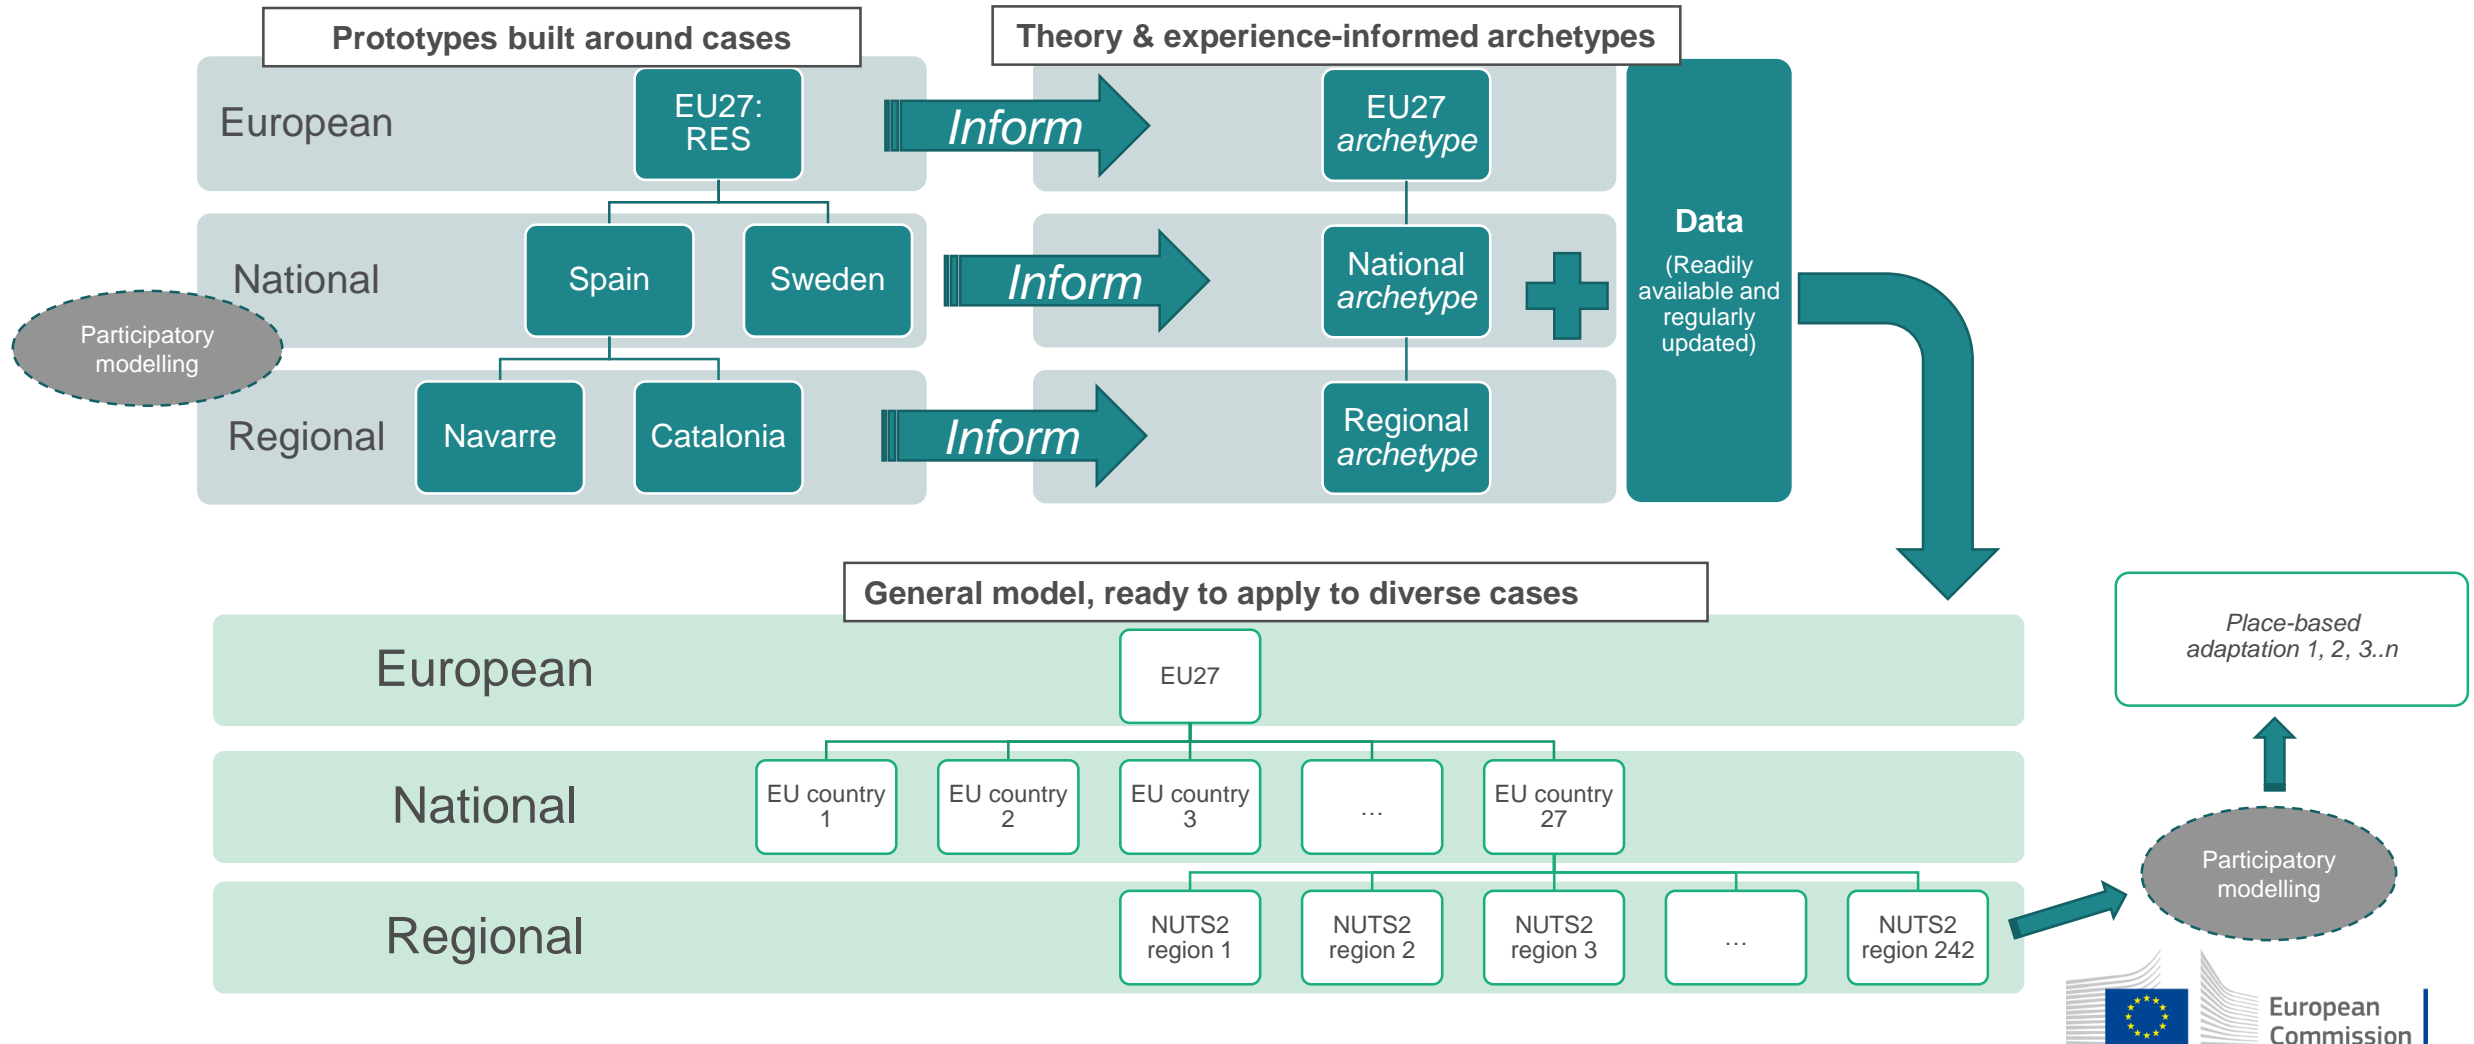 Prototypes built around cases
Theory & experience-informed archetypes
European
EU27:
RES
Inform
EU27
archetype
National
Spain
Sweden
Inform
National
archetype
Data
(Readily
available and
regularly
updated)
Participatory
modelling
Regional
Navarre
Catalonia
Inform
Regional
archetype
General model, ready to apply to diverse cases
European
EU27
National
EU country
1
EU country
2
EU country
3
...
EU country
27
Regional
NUTS2
region 1
NUTS2
region 2
NUTS2
region 3
...
NUTS2
region 242
Place-based
adaptation 1, 2, 3..n
Participatory
modelling
European
Commission